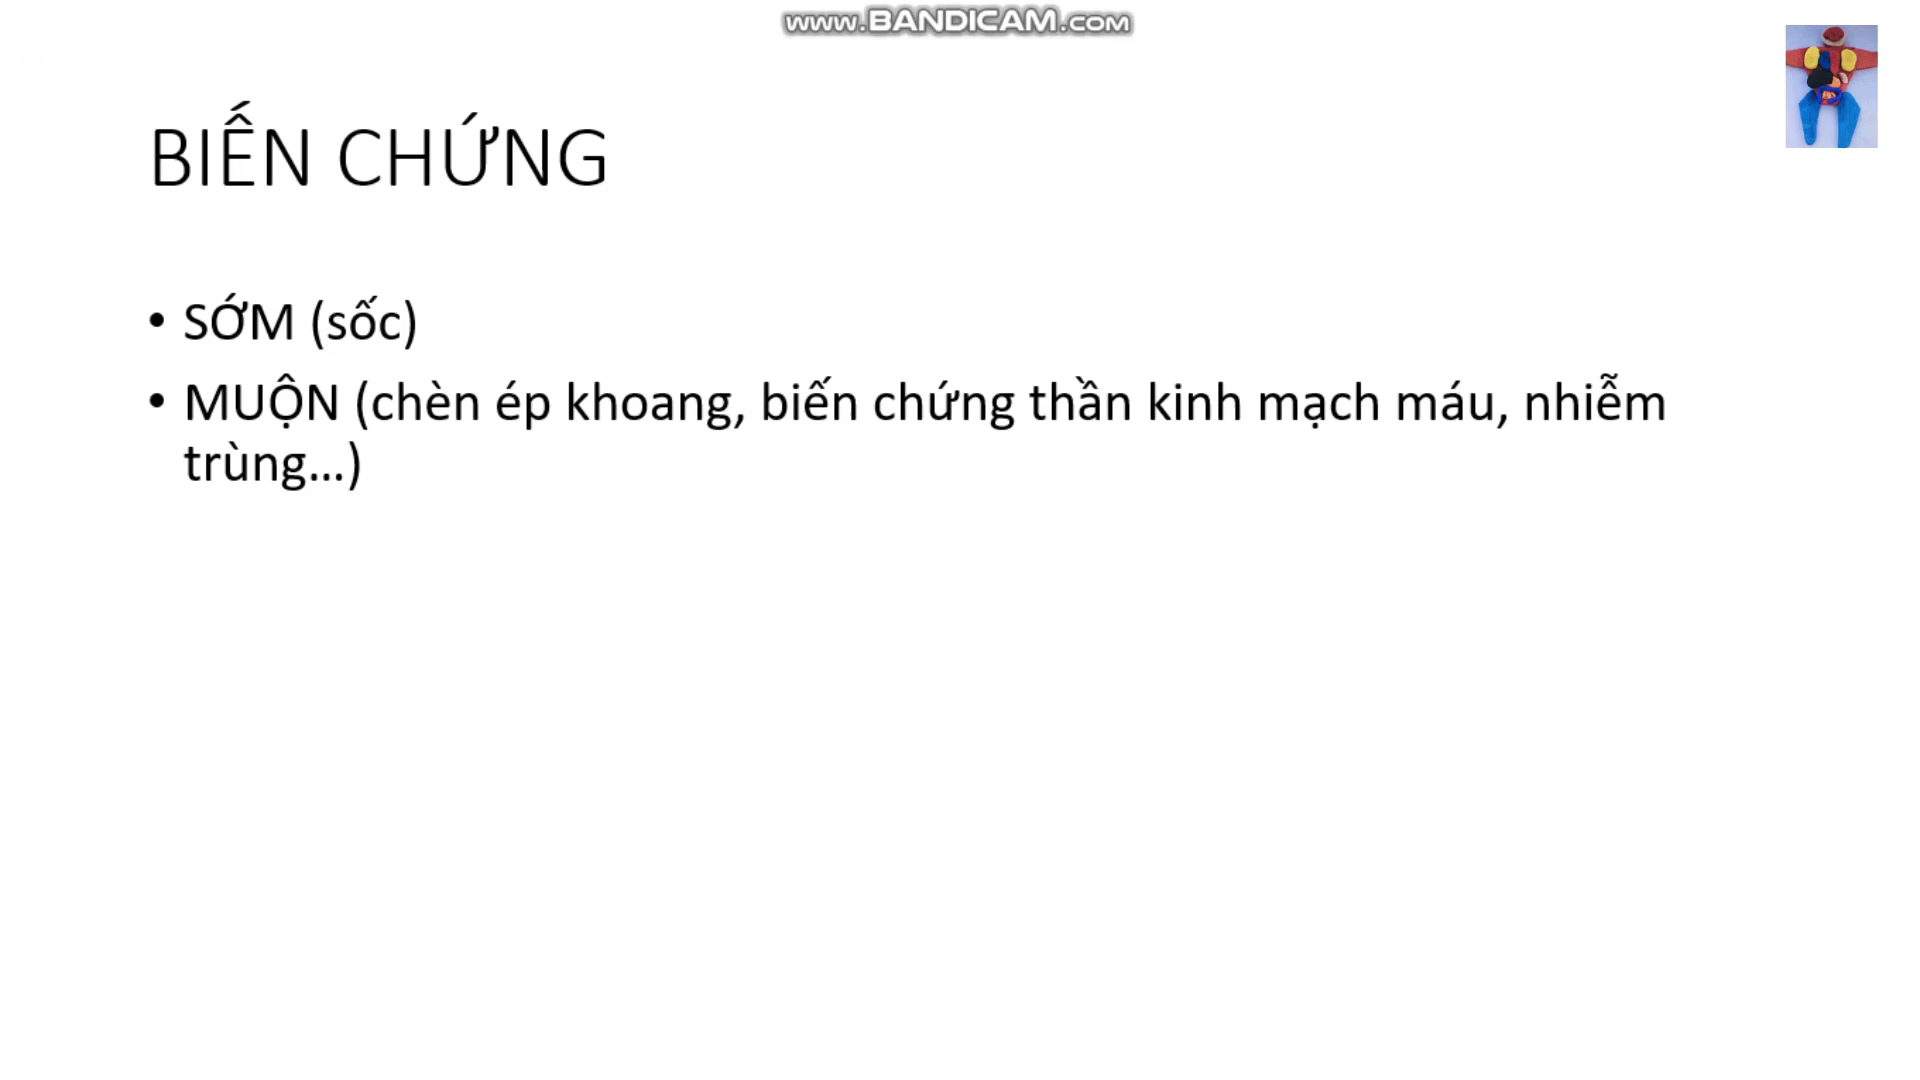 www.BANDICAM.com
BIẾN CHỨNG
• SỚM (sốc)
• MUỘN (chèn ép khoang, biến chứng thần kinh mạch máu, nhiễm
trùng...)